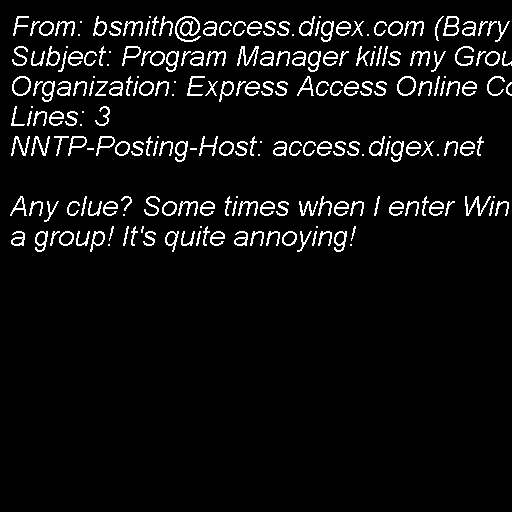 From: bsmith@access.digex.com (Barry
Subject: Program Manager kills my Grou
Organization: Express Access Online Co
Lines: 3
NNTP-Posting-Host: access.digex.net

Any clue? Some times when I enter Win
a group! It's quite annoying!